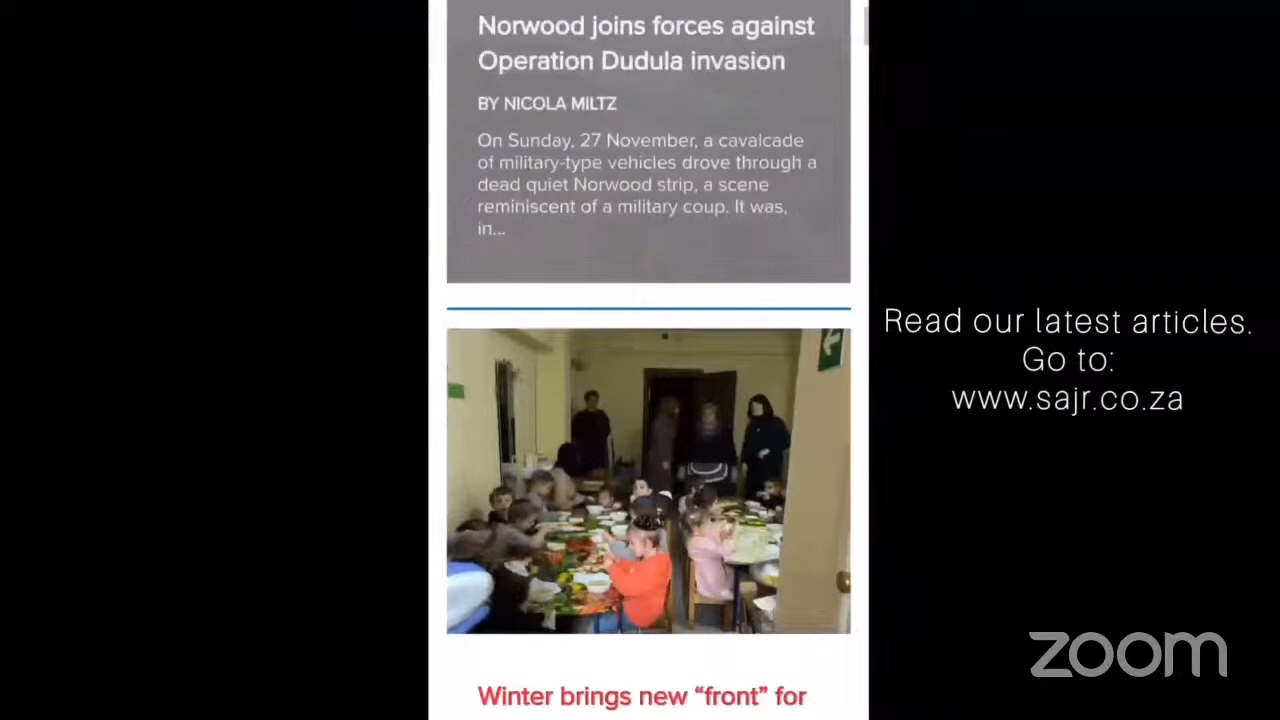 Norwood joins forces against
Operation Dudula invasion
BY NICOLA MILTZ
On Sunday, 27 November, a cavalcade
of military-type vehicles drove through a
dead quiet Norwood strip, a scene
reminiscent of a military coup. It was,
in...
Winter brings new “front” for
Read our latest articles.
Go to:
www.sajr.co.za
zoom